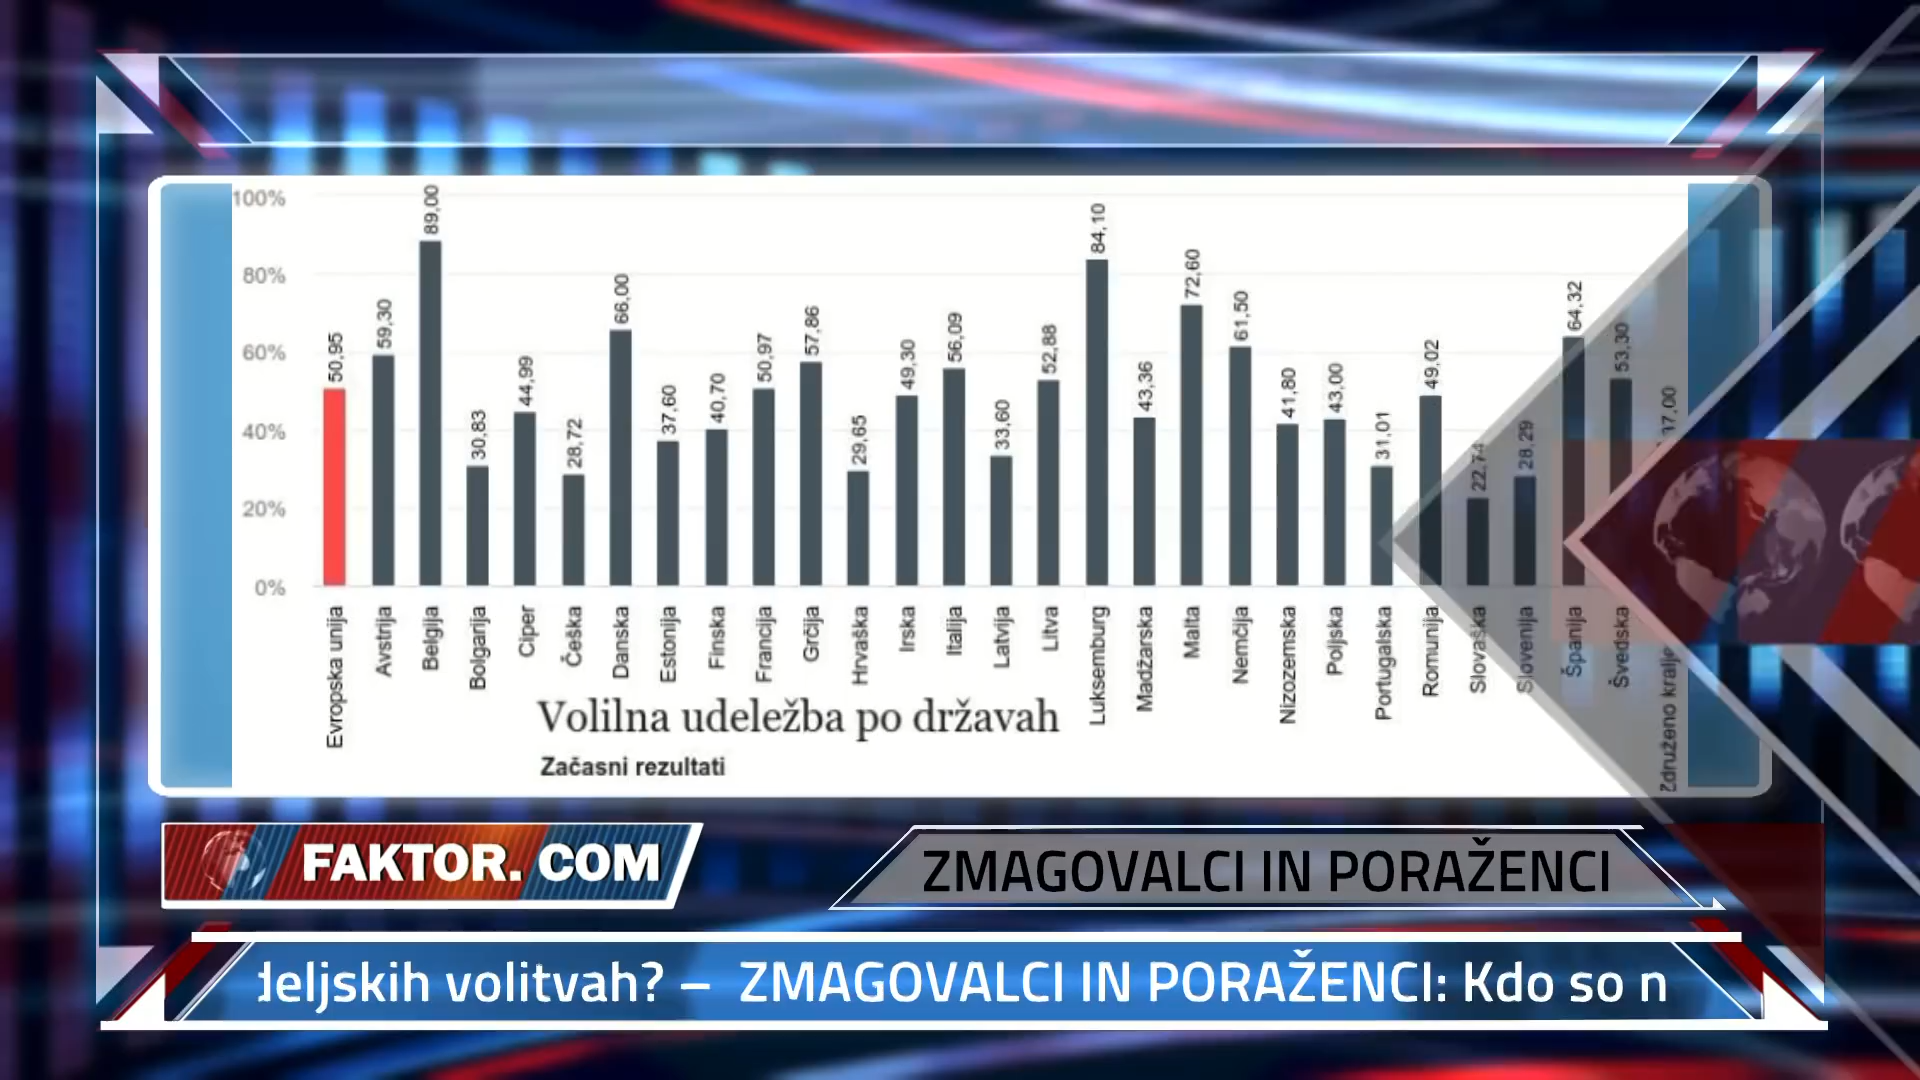 100%
80%
60%
40%
20%
0%
50,95
59,30
89,00
30,83
44,99
28,72
66,00
37,60
40,70
50,97
57,86
29,65
49,30
56,09
33,60
52,88
84,10
43,36
72,60
61,50
41,80
43,00
31,01
49,02
22,74
28,29
64,32
53,30
Evropska unija
Avstrija
Belgija
Bolgarija
Ciper
Češka
Danska
Estonija
Finska
Francija
Grčija
Hrvaška
Irska
Italija
Latvija
Litva
Luksemburg
Madžarska
Malta
Nemčija
Nizozemska
Poljska
Portugalska
Romunija
Slovaška
Slovenija
Španija
Švedska
Združeno kralje
Volilna udeležba po državah
Začasni rezultati
FAKTOR. COM
ZMAGOVALCI IN PORAŽENCI
deljskih volitvah? – ZMAGOVALCI IN PORAŽENCI: Kdo so n